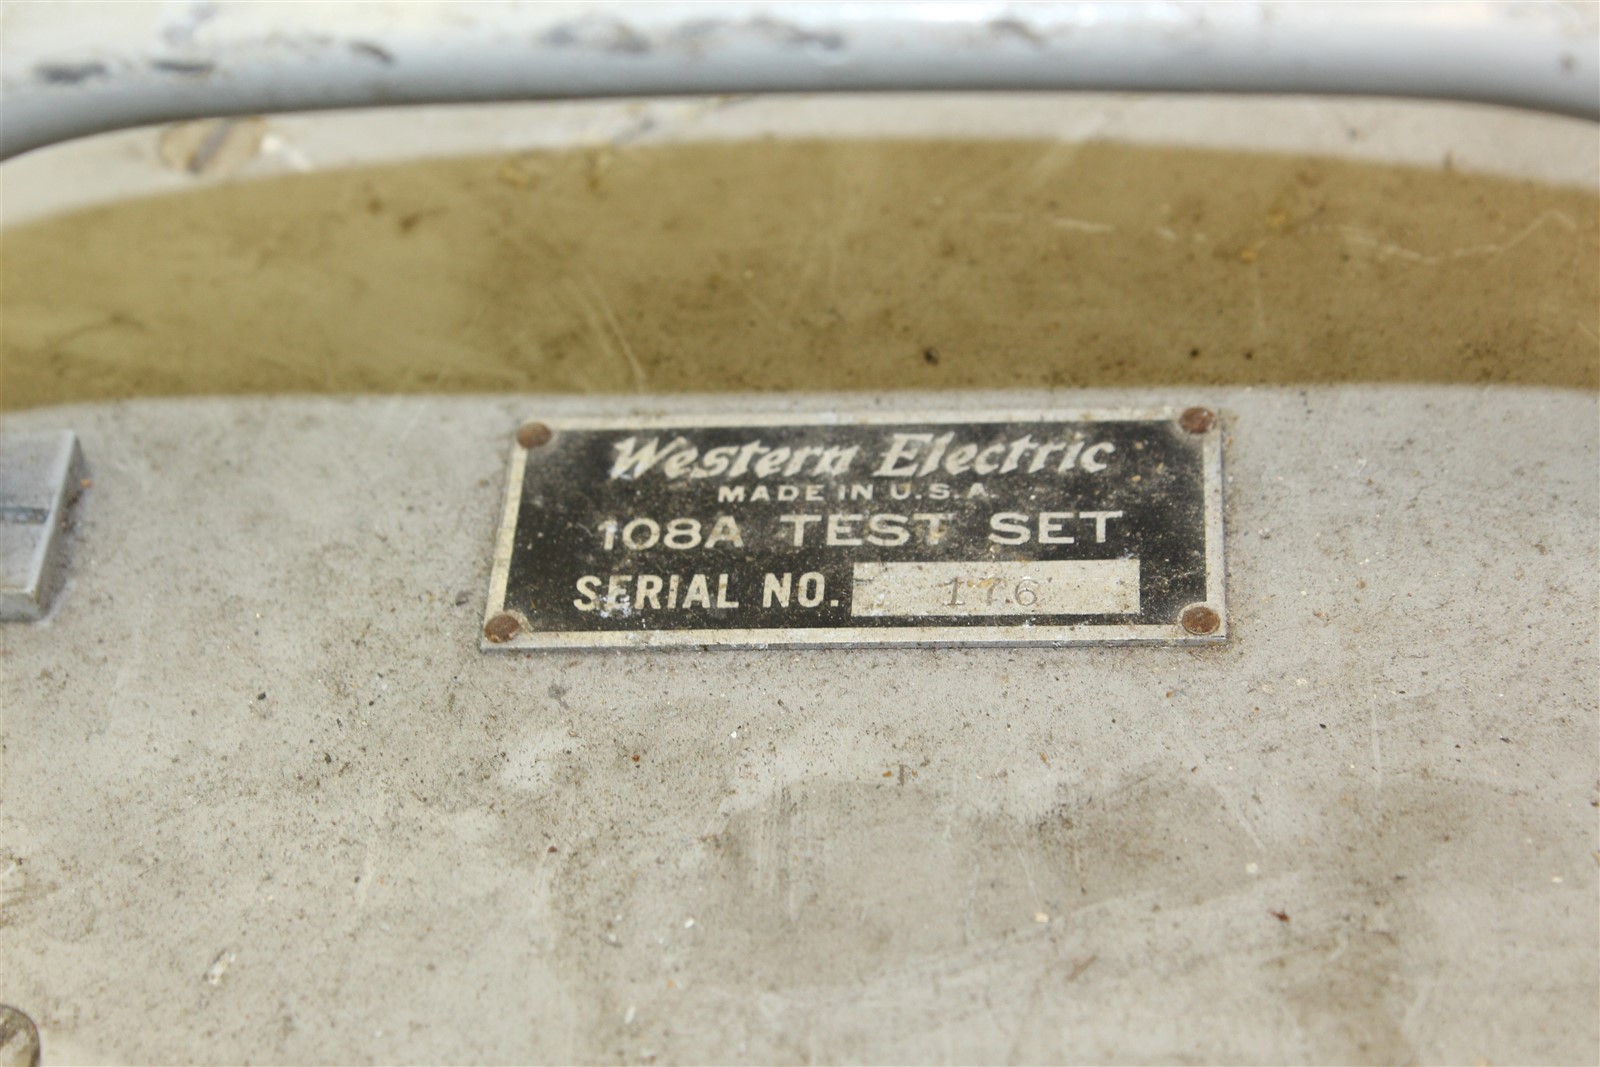 Western Electric
MADE IN U.S.A.
108A TEST SET
SERIAL NO. 176